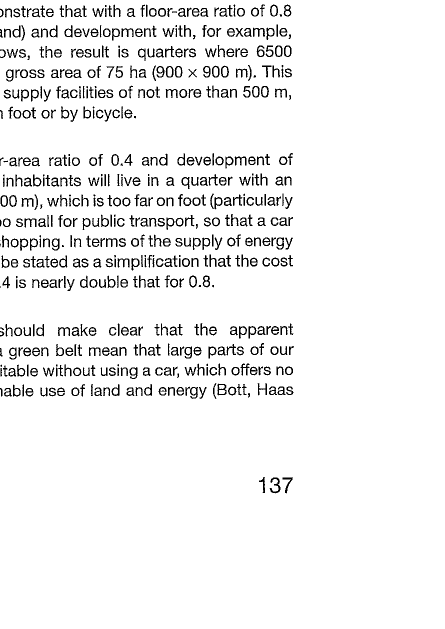 onstrate that with a floor-area ratio of 0.8
and) and development with, for example,
ows, the result is quarters where 6500
gross area of 75 ha (900 × 900 m). This
supply facilities of not more than 500 m,
n foot or by bicycle.
r-area ratio of 0.4 and development of
inhabitants will live in a quarter with an
00 m), which is too far on foot (particularly
oo small for public transport, so that a car
hopping. In terms of the supply of energy
be stated as a simplification that the cost
.4 is nearly double that for 0.8.
should make clear that the apparent
a green belt mean that large parts of our
itable without using a car, which offers no
nable use of land and energy (Bott, Haas
137